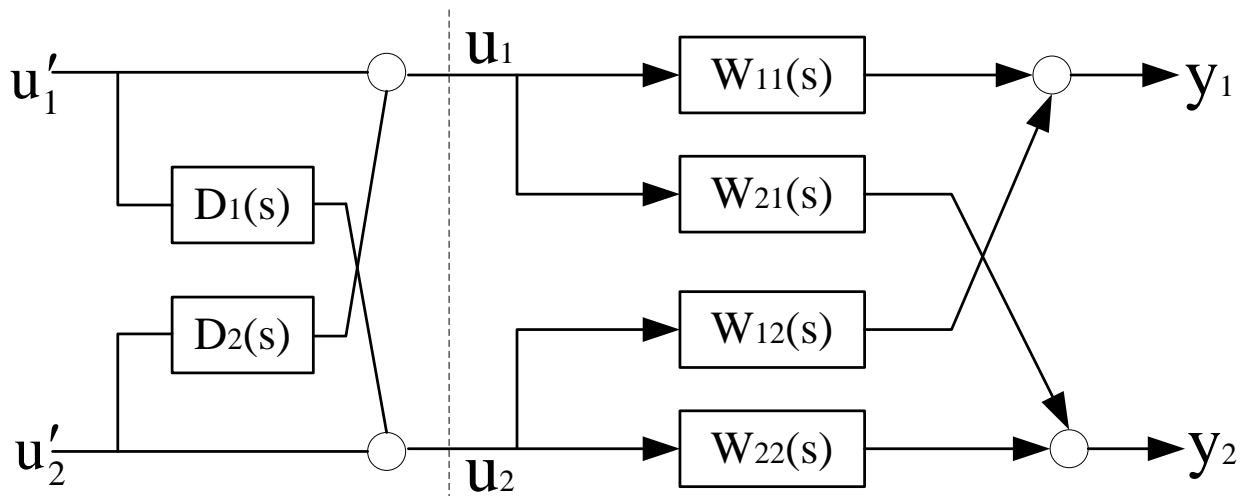 u′₁
u₁
W₁₁(s)
y₁
D₁(s)
W₂₁(s)
D₂(s)
W₁₂(s)
u′₂
u₂
W₂₂(s)
y₂